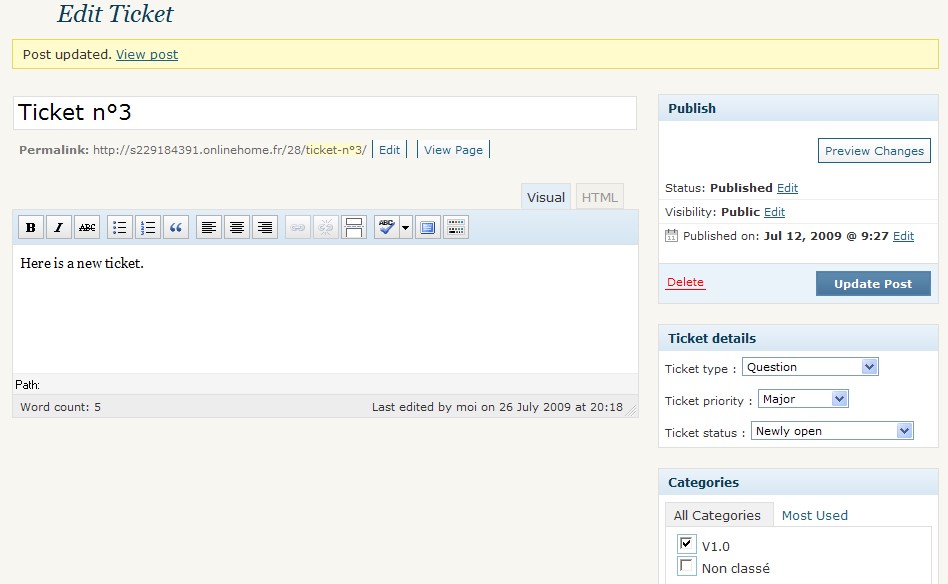 Edit Ticket
Post updated. View post
Ticket n°3
Permalink: http://s229184391.onlinehome.fr/28/ticket-n°3/ Edit View Page
Visual HTML
B I ABC ABC
Here is a new ticket.
Path:
Word count: 5 Last edited by moi on 26 July 2009 at 20:18
Publish
Preview Changes
Status: Published Edit
Visibility: Public Edit
Published on: Jul 12, 2009 @ 9:27 Edit
Delete Update Post
Ticket details
Ticket type : Question
Ticket priority : Major
Ticket status : Newly open
Categories
All Categories Most Used
V1.0
Non classé